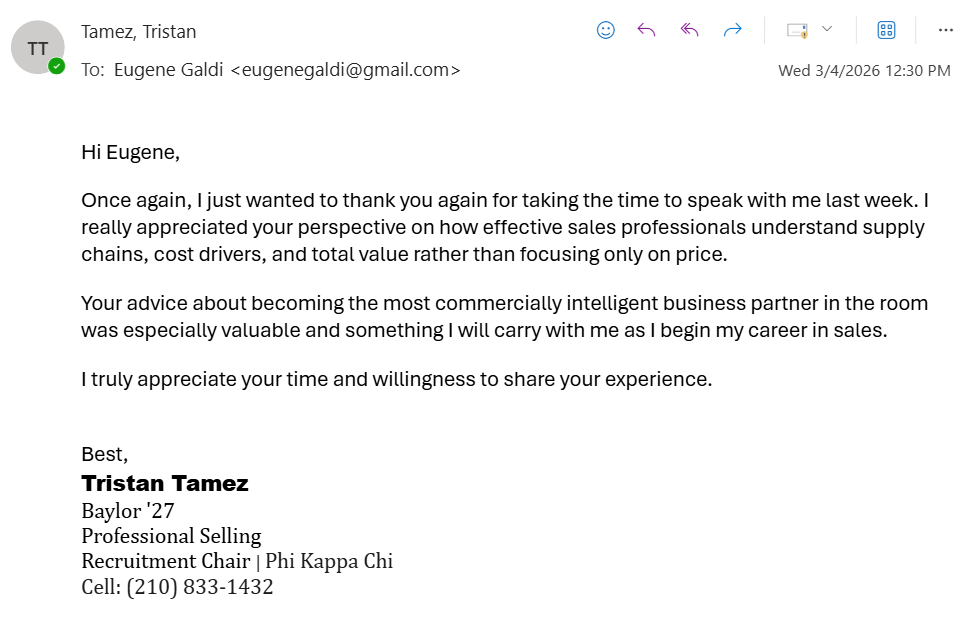 TT
Tamez, Tristan
To: Eugene Galdi <eugenegaldi@gmail.com>
Wed 3/4/2026 12:30 PM
Hi Eugene,
Once again, I just wanted to thank you again for taking the time to speak with me last week. I
really appreciated your perspective on how effective sales professionals understand supply
chains, cost drivers, and total value rather than focusing only on price.
Your advice about becoming the most commercially intelligent business partner in the room
was especially valuable and something I will carry with me as I begin my career in sales.
I truly appreciate your time and willingness to share your experience.
Best,
Tristan Tamez
Baylor '27
Professional Selling
Recruitment Chair | Phi Kappa Chi
Cell: (210) 833-1432